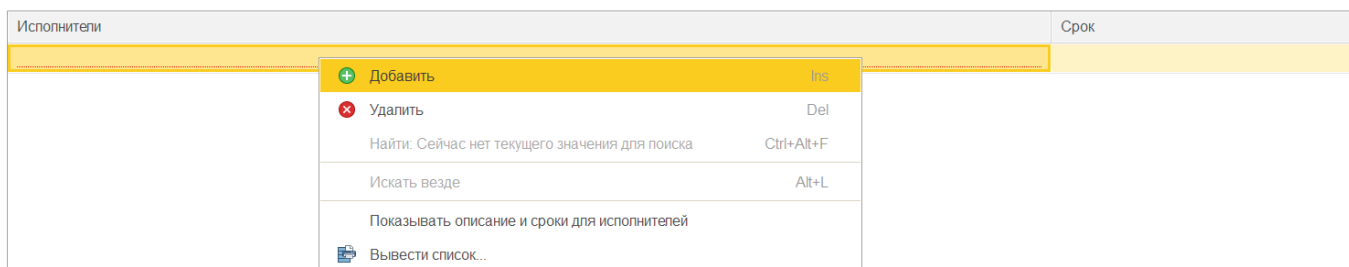 Исполнители Срок
Добавить Ins
Удалить Del
Найти: Сейчас нет текущего значения для поиска Ctrl+Alt+F
Искать везде Alt+L
Показывать описание и сроки для исполнителей
Вывести список...